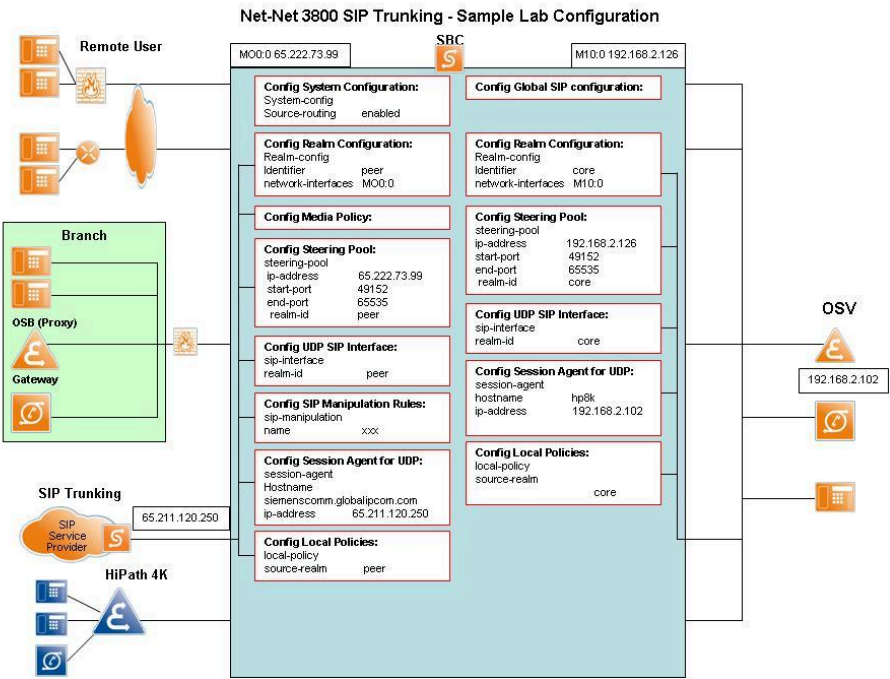 Net-Net 3800 SIP Trunking - Sample Lab Configuration
Remote User
MO0:0 65.222.73.99
SBC
M10:0 192.168.2.126
Config System Configuration:
System-config
Source-routing enabled
Config Realm Configuration:
Realm-config
Identifier peer
network-interfaces MO0:0
Config Media Policy:
Config Steering Pool:
steering-pool
ip-address 65.222.73.99
start-port 49152
end-port 65535
realm-id peer
Config UDP SIP Interface:
sip-interface
realm-id peer
Config SIP Manipulation Rules:
sip-manipulation
name xxx
Config Session Agent for UDP:
session-agent
Hostname
siemenscomm.globalipcom.com
ip-address 65.211.120.250
Config Local Policies:
local-policy
source-realm peer
Config Global SIP configuration:
Config Realm Configuration:
Realm-config
Identifier core
network-interfaces M10:0
Config Steering Pool:
steering-pool
ip-address 192.168.2.126
start-port 49152
end-port 65535
realm-id core
Config UDP SIP Interface:
sip-interface
realm-id core
Config Session Agent for UDP:
session-agent
hostname hp8k
ip-address 192.168.2.102
Config Local Policies:
local-policy
source-realm
core
Branch
OSB (Proxy)
Gateway
SIP Trunking
65.211.120.250
SIP
Service
Provider
HiPath 4K
OSV
192.168.2.102